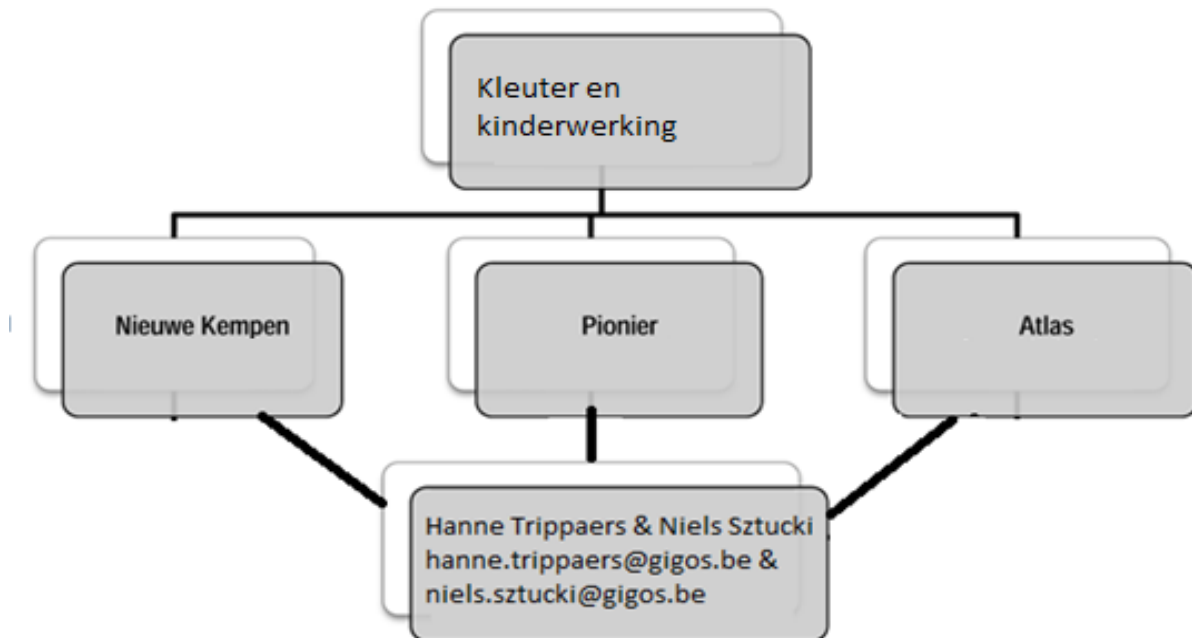 Kleuter en
kinderwerking
Nieuwe Kempen
Pionier
Atlas
Hanne Trippaers & Niels Sztucki
hanne.trippaers@gigos.be &
niels.sztucki@gigos.be